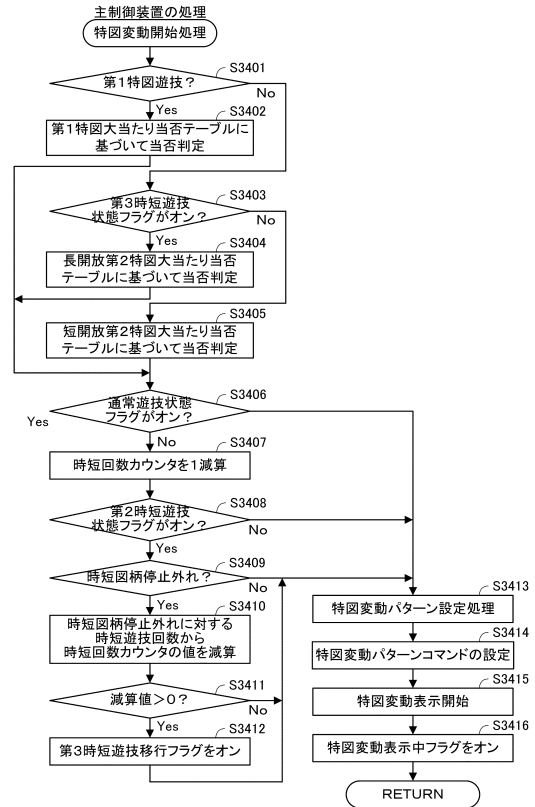 主制御装置の処理
特図変動開始処理
S3401
第1特図遊技？
No
Yes
S3402
第1特図大当たり当否テーブルに
基づいて当否判定
S3403
第3時短遊技
状態フラグがオン？
No
Yes
S3404
長開放第2特図大当たり当否
テーブルに基づいて当否判定
S3405
短開放第2特図大当たり当否
テーブルに基づいて当否判定
S3406
通常遊技状態
フラグがオン？
Yes
No
S3407
時短回数カウンタを1減算
S3408
第2時短遊技
状態フラグがオン？
No
Yes
S3409
時短図柄停止外れ？
No
Yes
S3410
時短図柄停止外れに対する
時短遊技回数から
時短回数カウンタの値を減算
S3411
減算値＞0？
No
Yes
S3412
第3時短遊技移行フラグをオン
S3413
特図変動パターン設定処理
S3414
特図変動パターンコマンドの設定
S3415
特図変動表示開始
S3416
特図変動表示中フラグをオン
RETURN